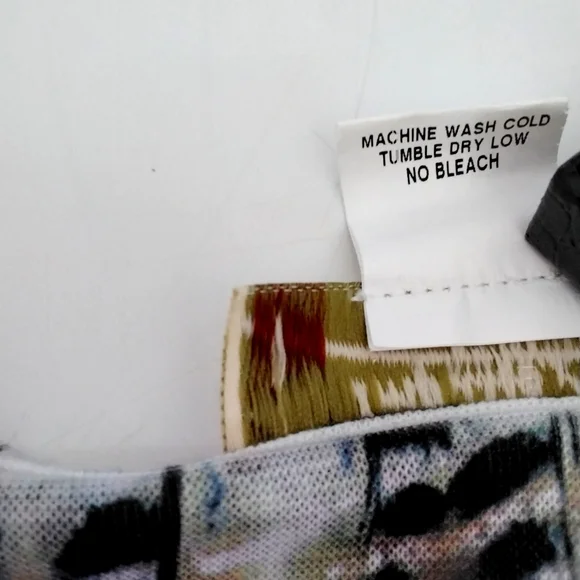 MACHINE WASH COLD
TUMBLE DRY LOW
NO BLEACH